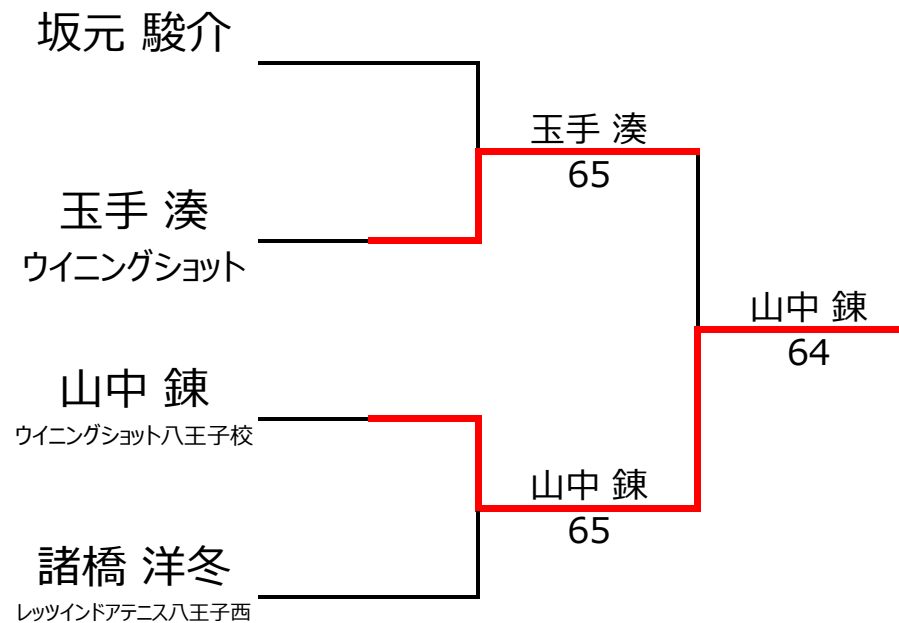 坂元 駿介
玉手 湊
65
玉手 湊
ウイニングショット
山中 錬
64
山中 錬
ウイニングショット八王子校
山中 錬
65
諸橋 洋冬
レッツインドアテニス八王子西